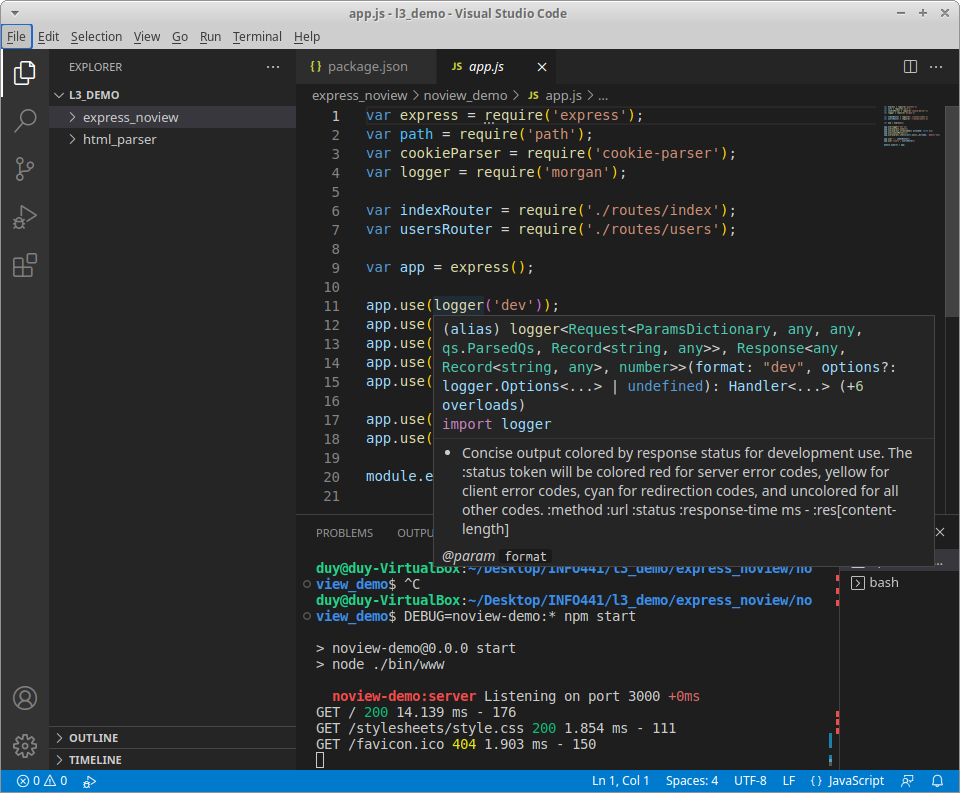 app.js - l3_demo - Visual Studio Code
File Edit Selection View Go Run Terminal Help
EXPLORER
L3_DEMO
express_noview
html_parser
OUTLINE
TIMELINE
{} package.json
JS app.js
express_noview > noview_demo > JS app.js > ...
1 var express = require('express');
2 var path = require('path');
3 var cookieParser = require('cookie-parser');
4 var logger = require('morgan');
5
6 var indexRouter = require('./routes/index');
7 var usersRouter = require('./routes/users');
8
9 var app = express();
10
11 app.use(logger('dev'));
12 app.use(
13 app.use(
14 app.use(
15 app.use(
16
17 app.use(
18 app.use(
19
20 module.e
21
(alias) logger<Request<ParamsDictionary, any, any,
qs.ParsedQs, Record<string, any>>, Response<any,
Record<string, any>, number>>(format: "dev", options?:
logger.Options<...> | undefined): Handler<...> (+6
overloads)
import logger
• Concise output colored by response status for development use. The
:status token will be colored red for server error codes, yellow for
client error codes, cyan for redirection codes, and uncolored for all
other codes. :method :url :status :response-time ms - :res[content-
length]
@param format
PROBLEMS OUTPU
duy@duy-VirtualBox:~/Desktop/INFO441/l3_demo/express_noview/no
view_demo$ ^C
duy@duy-VirtualBox:~/Desktop/INFO441/l3_demo/express_noview/no
view_demo$ DEBUG=noview-demo:* npm start
> noview-demo@0.0.0 start
> node ./bin/www
noview-demo:server Listening on port 3000 +0ms
GET / 200 14.139 ms - 176
GET /stylesheets/style.css 200 1.854 ms - 111
GET /favicon.ico 404 1.903 ms - 150
bash
0 0
Ln 1, Col 1 Spaces: 4 UTF-8 LF {} JavaScript